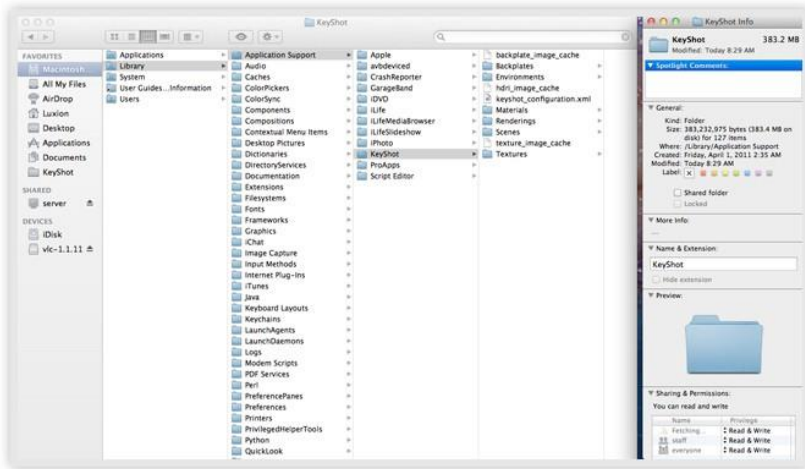 KeyShot
FAVORITES
Macintosh
All My Files
AirDrop
Luxion
Desktop
Applications
Documents
KeyShot
SHARED
server
DEVICES
iDisk
vlc-1.1.11
Applications
Library
System
User Guides...Information
Users
Application Support
Audio
Caches
ColorPickers
ColorSync
Components
Compositions
Contextual Menu Items
Desktop Pictures
Dictionaries
DirectoryServices
Documentation
Extensions
Filesystems
Fonts
Frameworks
Graphics
iChat
Image Capture
Input Methods
Internet Plug-Ins
iTunes
Java
Keyboard Layouts
Keychains
LaunchAgents
LaunchDaemons
Logs
Modem Scripts
PDF Services
Perl
PreferencePanes
Preferences
Printers
PrivilegedHelperTools
Python
QuickLook
Apple
avbdeviced
CrashReporter
GarageBand
iDVD
iLife
iLifeMediaBrowser
iLifeSlideshow
iPhoto
KeyShot
ProApps
Script Editor
backplate_image_cache
Backplates
Environments
hdri_image_cache
keyshot_configuration.xml
Materials
Renderings
Scenes
texture_image_cache
Textures
KeyShot Info
KeyShot 383.2 MB
Modified: Today 8:29 AM
Spotlight Comments:
General:
Kind: Folder
Size: 383,232,975 bytes (383.4 MB on
disk) for 127 items
Where: /Library/Application Support
Created: Friday, April 1, 2011 2:35 AM
Modified: Today 8:29 AM
Label:
Shared folder
Locked
More Info:
--
Name & Extension:
KeyShot
Hide extension
Preview:
Sharing & Permissions:
You can read and write
Name Privilege
Fetching... Read & Write
staff Read & Write
everyone Read & Write